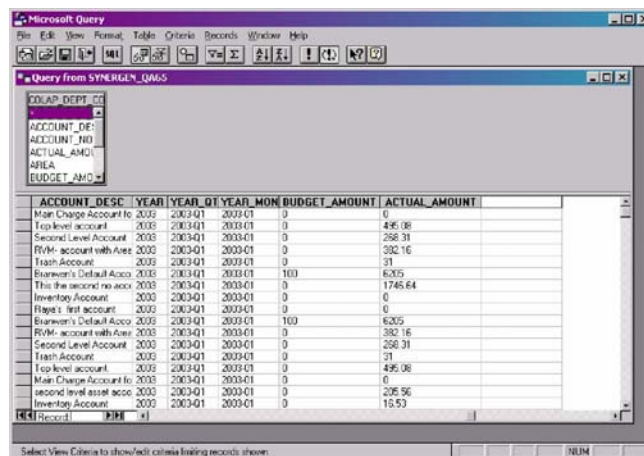 Microsoft Query
File Edit View Format Table Criteria Records Window Help
SQL
Query from SYNERGEN_QA65
COLAP_DEPT_CO
*
ACCOUNT_DES
ACCOUNT_NO
ACTUAL_AMOU
AREA
BUDGET_AMO
ACCOUNT_DESC YEAR YEAR_QT YEAR_MON BUDGET_AMOUNT ACTUAL_AMOUNT
Main Charge Account fo 2003 2003-Q1 2003-01 0 0
Top level account 2003 2003-Q1 2003-01 0 495.08
Second Level Account 2003 2003-Q1 2003-01 0 268.31
RVM- account with Area 2003 2003-Q1 2003-01 0 382.16
Trash Account 2003 2003-Q1 2003-01 0 31
Branwen's Default Acco 2003 2003-Q1 2003-01 100 6205
This the second no acco 2003 2003-Q1 2003-01 0 1746.64
Inventory Account 2003 2003-Q1 2003-01 0 0
Raya's first account 2003 2003-Q1 2003-01 0 0
Branwen's Default Acco 2003 2003-Q1 2003-01 100 6205
RVM- account with Area 2003 2003-Q1 2003-01 0 382.16
Second Level Account 2003 2003-Q1 2003-01 0 268.31
Trash Account 2003 2003-Q1 2003-01 0 31
Top level account 2003 2003-Q1 2003-01 0 495.08
Main Charge Account fo 2003 2003-Q1 2003-01 0 0
second level asset acco 2003 2003-Q1 2003-01 0 205.56
Inventory Account 2003 2003-Q1 2003-01 0 16.53
Record:
Select View Criteria to show/edit criteria limiting records shown NUM